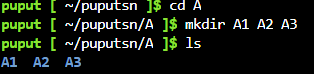 puput [ ~/puputsn ]$ cd A
puput [ ~/puputsn/A ]$ mkdir A1 A2 A3
puput [ ~/puputsn/A ]$ ls
A1  A2  A3